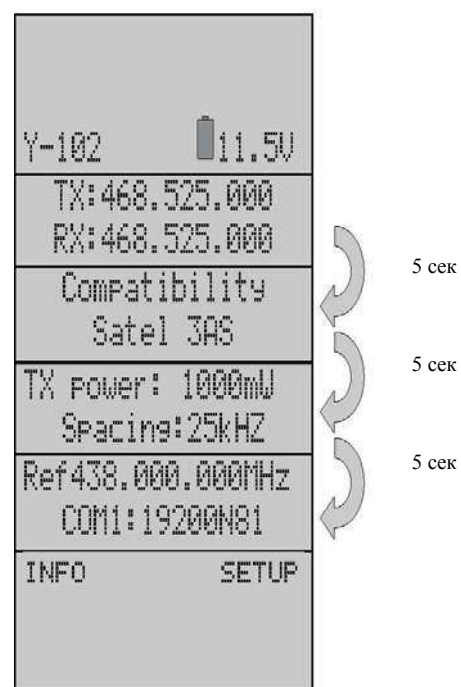 Y-102 11.5V
TX:468.525.000
RX:468.525.000
5 сек
Compatibility
Satel 3AS
5 сек
TX power: 1000mW
Spacing:25kHZ
5 сек
Ref438.000.000MHz
COM1:19200N81
INFO SETUP